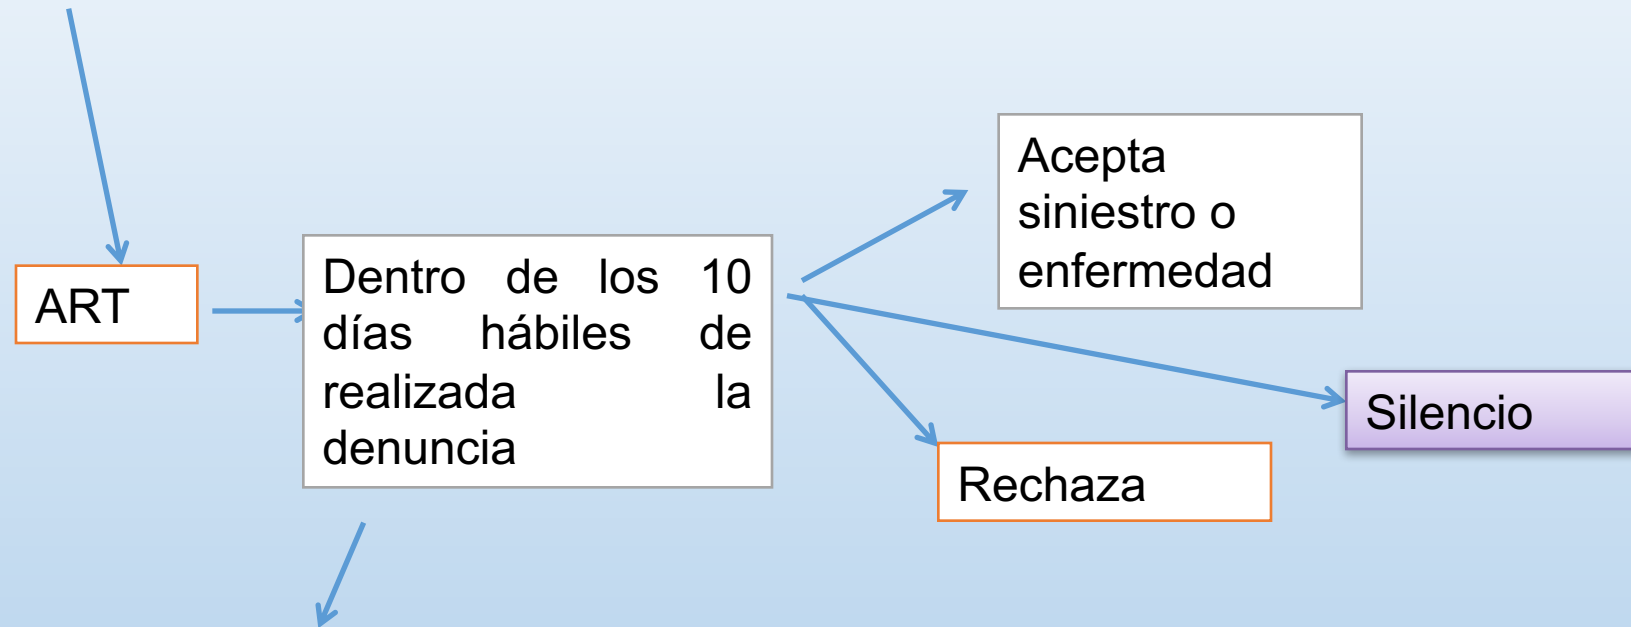 ART
Dentro de los 10
días hábiles de
realizada la
denuncia
Acepta
siniestro o
enfermedad
Silencio
Rechaza